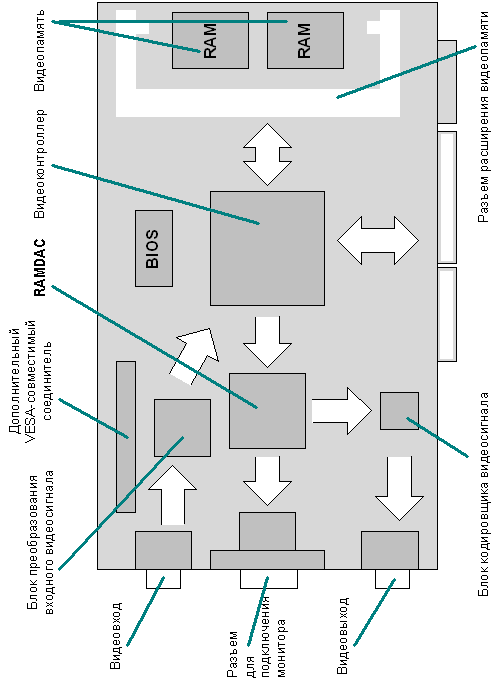 Видеопамять
Видеоконтроллер
RAMDAC
Дополнительный
VESA-совместимый
соединитель
Блок преобразования
входного видеосигнала
RAM
RAM
BIOS
Видеовход
Разъем
для
подключения
монитора
Видеовыход
Разъем расширения видеопамяти
Блок кодировщика видеосигнала